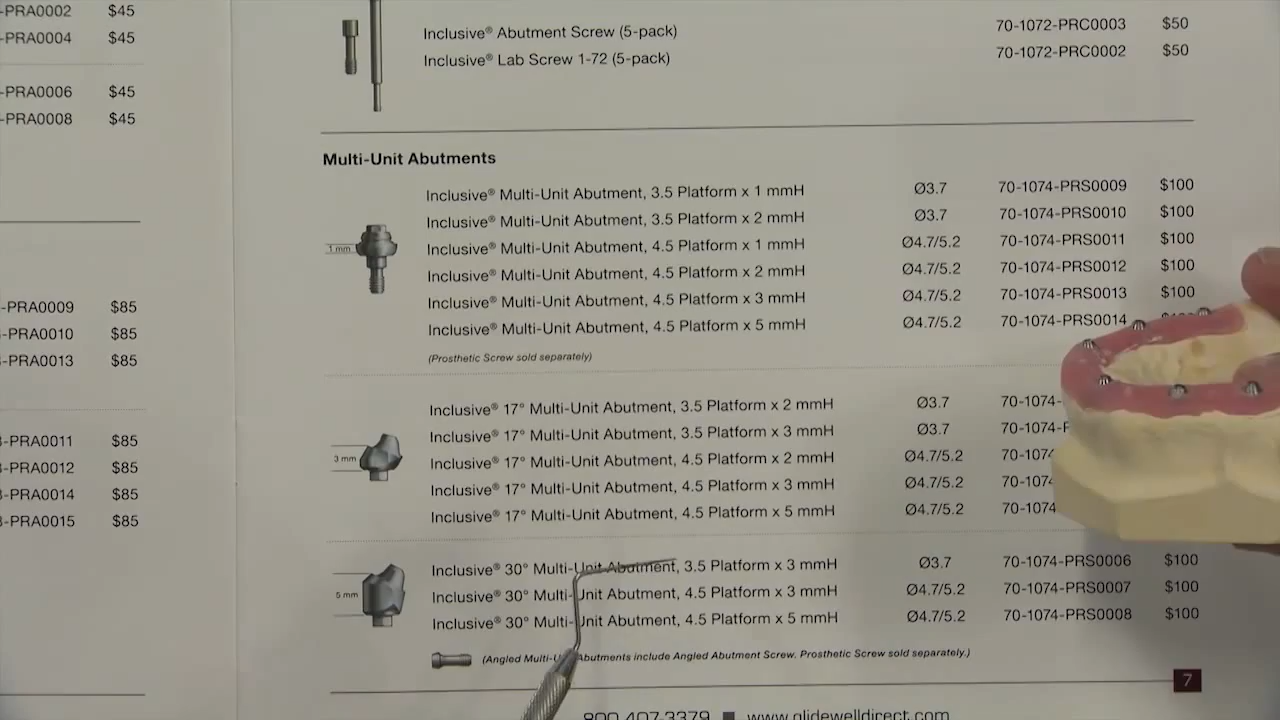 -PRA0002 $45
-PRA0004 $45
-PRA0006 $45
-PRA0008 $45
-PRA0009 $85
-PRA0010 $85
-PRA0013 $85
-PRA0011 $85
-PRA0012 $85
-PRA0014 $85
-PRA0015 $85
Inclusive® Abutment Screw (5-pack) 70-1072-PRC0003 $50
Inclusive® Lab Screw 1-72 (5-pack) 70-1072-PRC0002 $50
Multi-Unit Abutments
Inclusive® Multi-Unit Abutment, 3.5 Platform x 1 mmH Ø3.7 70-1074-PRS0009 $100
Inclusive® Multi-Unit Abutment, 3.5 Platform x 2 mmH Ø3.7 70-1074-PRS0010 $100
1 mm Inclusive® Multi-Unit Abutment, 4.5 Platform x 1 mmH Ø4.7/5.2 70-1074-PRS0011 $100
Inclusive® Multi-Unit Abutment, 4.5 Platform x 2 mmH Ø4.7/5.2 70-1074-PRS0012 $100
Inclusive® Multi-Unit Abutment, 4.5 Platform x 3 mmH Ø4.7/5.2 70-1074-PRS0013 $100
Inclusive® Multi-Unit Abutment, 4.5 Platform x 5 mmH Ø4.7/5.2 70-1074-PRS0014
(Prosthetic Screw sold separately)
Inclusive® 17° Multi-Unit Abutment, 3.5 Platform x 2 mmH Ø3.7 70-1074-
Inclusive® 17° Multi-Unit Abutment, 3.5 Platform x 3 mmH Ø3.7 70-1074-
3 mm Inclusive® 17° Multi-Unit Abutment, 4.5 Platform x 2 mmH Ø4.7/5.2 70-1074
Inclusive® 17° Multi-Unit Abutment, 4.5 Platform x 3 mmH Ø4.7/5.2 70-1074
Inclusive® 17° Multi-Unit Abutment, 4.5 Platform x 5 mmH Ø4.7/5.2 70-1074
Inclusive® 30° Multi-Unit Abutment, 3.5 Platform x 3 mmH Ø3.7 70-1074-PRS0006 $100
5 mm Inclusive® 30° Multi-Unit Abutment, 4.5 Platform x 3 mmH Ø4.7/5.2 70-1074-PRS0007 $100
Inclusive® 30° Multi-Unit Abutment, 4.5 Platform x 5 mmH Ø4.7/5.2 70-1074-PRS0008 $100
(Angled Multi-Unit Abutments include Angled Abutment Screw. Prosthetic Screw sold separately.)
7
800.407.3379 www.glidewelldirect.com